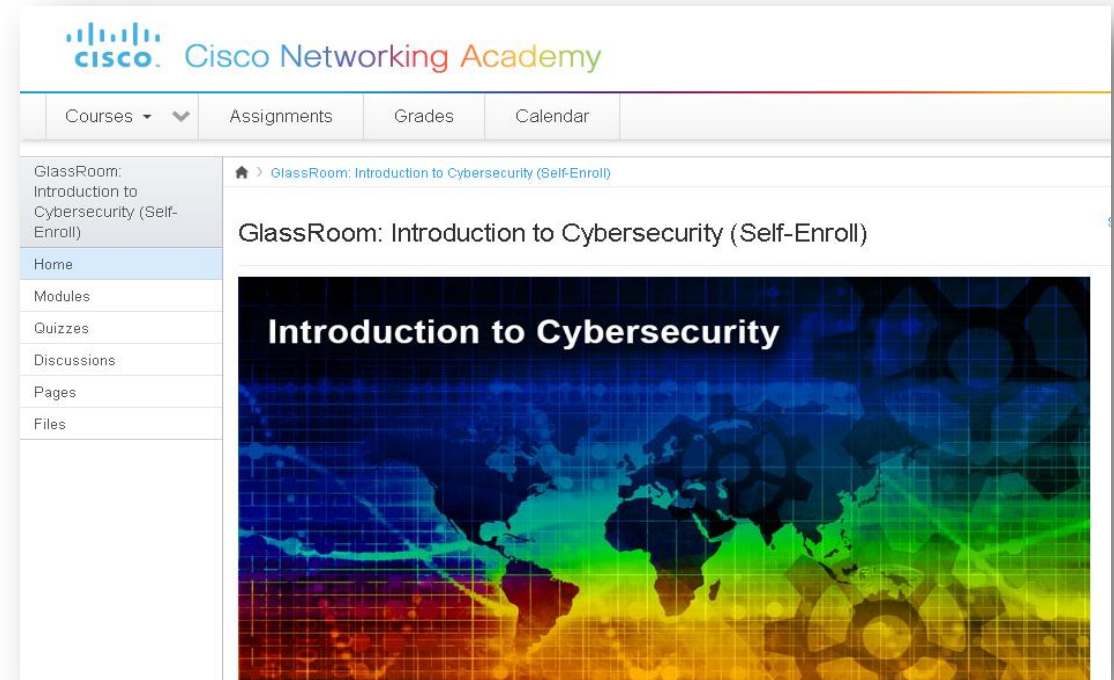 cisco.
Cisco Networking Academy
Courses
Assignments
Grades
Calendar
GlassRoom:
Introduction to
Cybersecurity (Self-
Enroll)
Home
Modules
Quizzes
Discussions
Pages
Files
GlassRoom: Introduction to Cybersecurity (Self-Enroll)
GlassRoom: Introduction to Cybersecurity (Self-Enroll)
Introduction to Cybersecurity